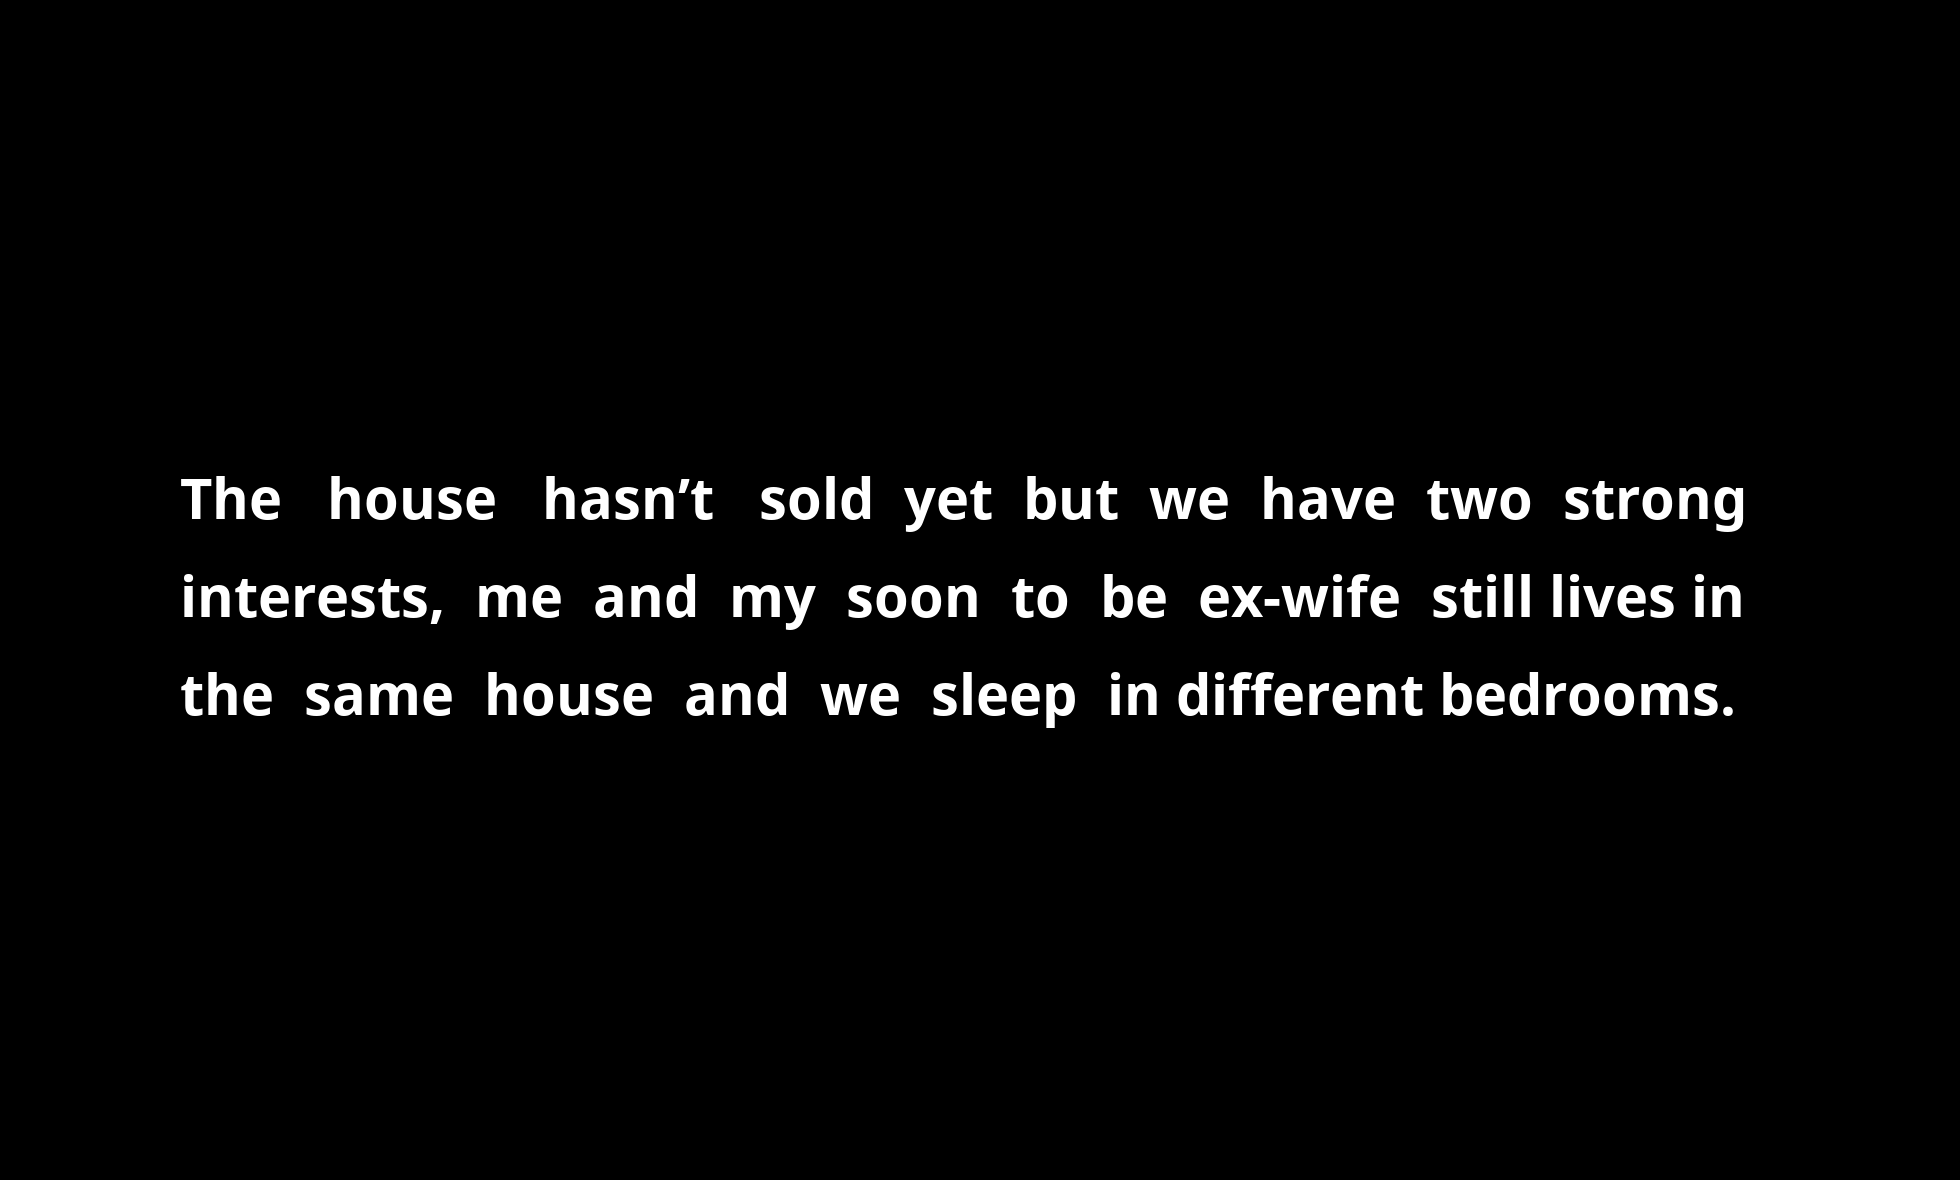 The house hasn’t sold yet but we have two strong
interests, me and my soon to be ex-wife still lives in
the same house and we sleep in different bedrooms.